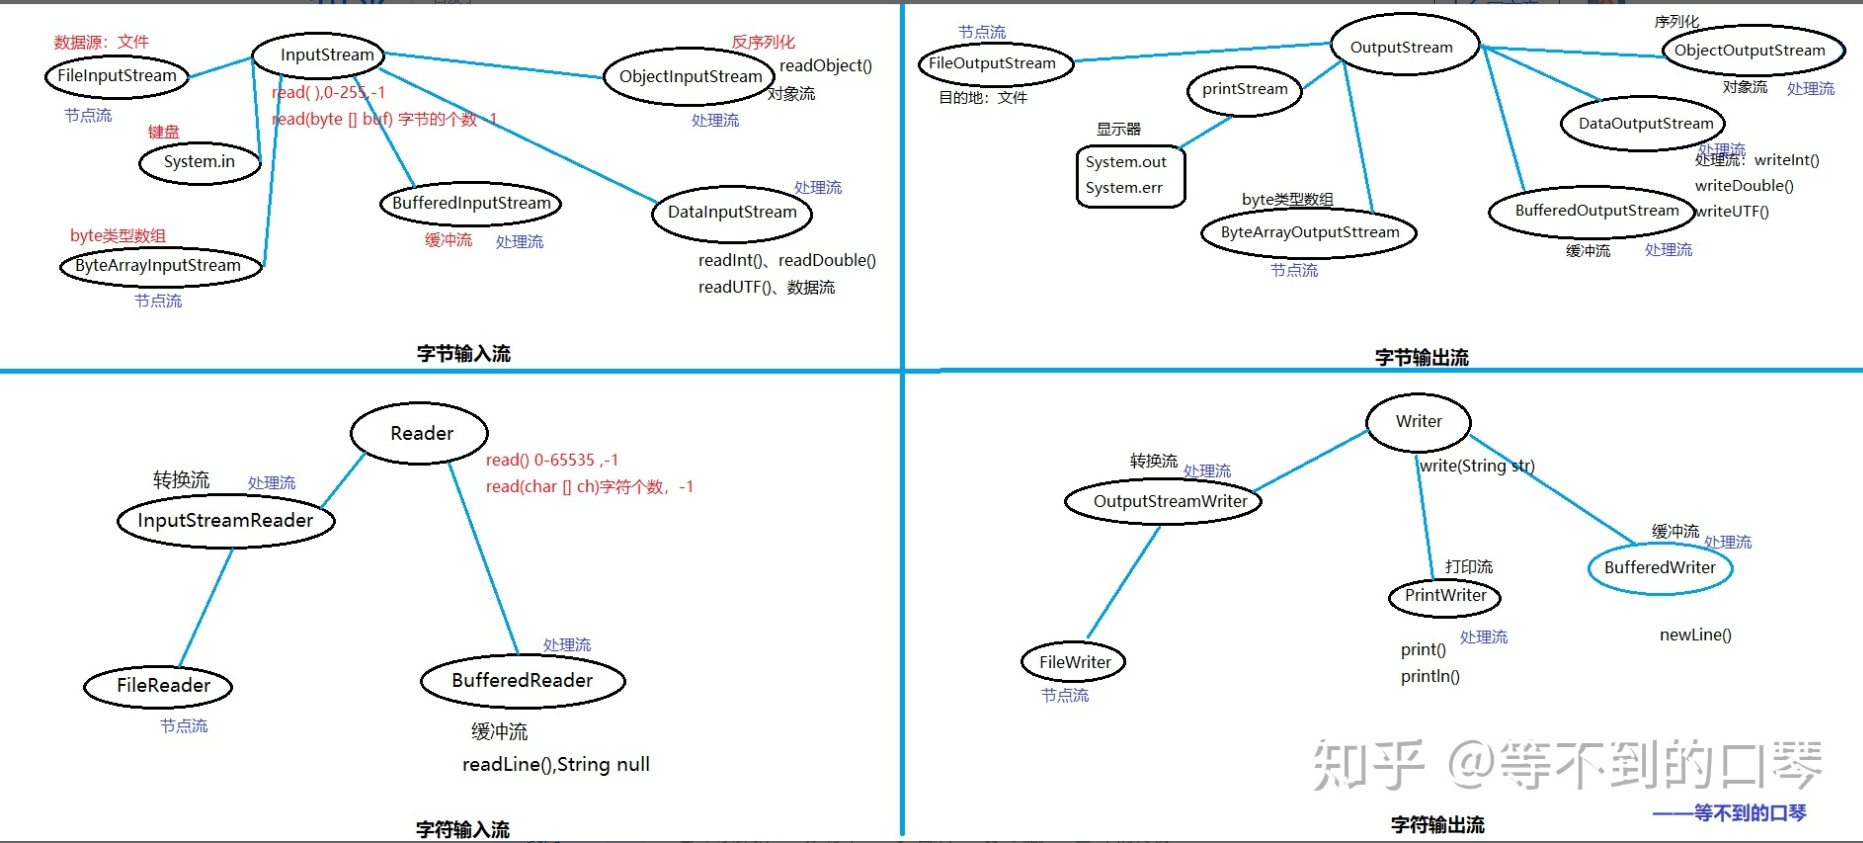 数据源：文件
InputStream
反序列化
FileInputStream
ObjectInputStream
readObject()
对象流
节点流
read( ),0-255,-1
read(byte [] buf) 字节的个数 -1
处理流
键盘
System.in
BufferedInputStream
缓冲流
处理流
处理流
DataInputStream
readInt()、readDouble()
readUTF()、数据流
byte类型数组
ByteArrayInputStream
节点流
字节输入流
节点流
FileOutputStream
目的地：文件
OutputStream
序列化
ObjectOutputStream
对象流
处理流
printStream
显示器
System.out
System.err
DataOutputStream
处理流
处理流：writeInt()
writeDouble()
writeUTF()
byte类型数组
ByteArrayOutputSttream
节点流
BufferedOutputStream
缓冲流
处理流
字节输出流
Reader
read() 0-65535 ,-1
read(char [] ch)字符个数，-1
转换流
处理流
InputStreamReader
FileReader
节点流
处理流
BufferedReader
缓冲流
readLine(),String null
字符输入流
Writer
write(String str)
转换流
处理流
OutputStreamWriter
FileWriter
节点流
打印流
PrintWriter
处理流
print()
println()
缓冲流
处理流
BufferedWriter
newLine()
知乎 @等不到的口琴
——等不到的口琴
字符输出流